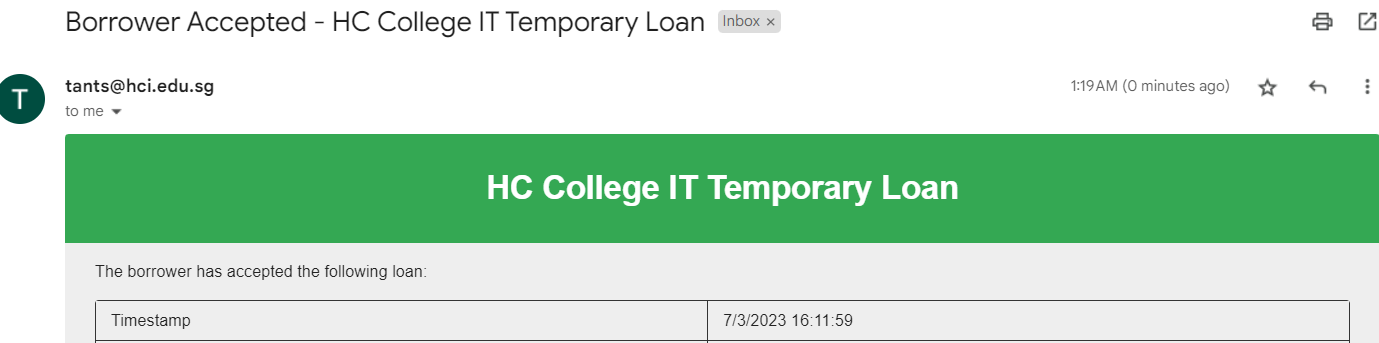 Borrower Accepted - HC College IT Temporary Loan Inbox ×
T
tants@hci.edu.sg 1:19AM (0 minutes ago)
to me
HC College IT Temporary Loan
The borrower has accepted the following loan:
Timestamp 7/3/2023 16:11:59